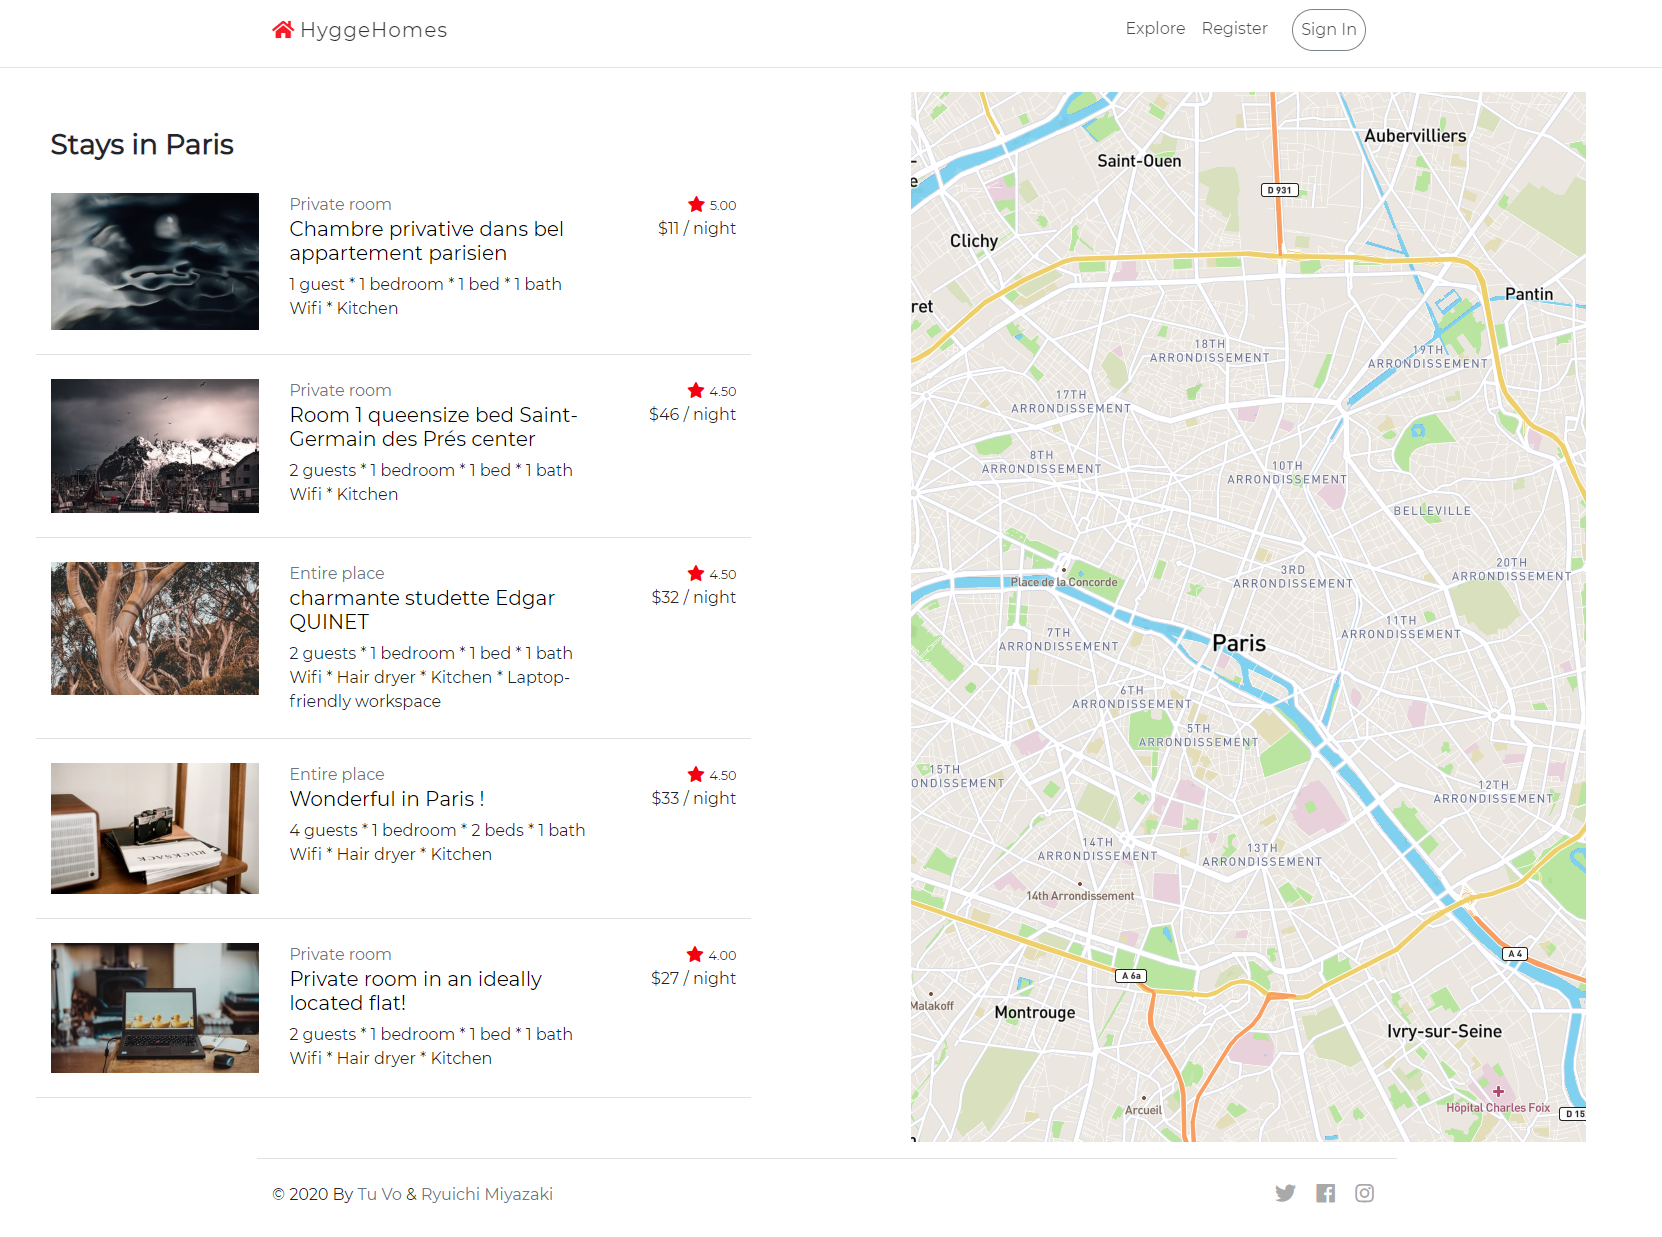 HyggeHomes
Explore
Register
Sign In
Stays in Paris
Private room
5.00
Chambre privative dans bel
$11 / night
appartement parisien
1 guest * 1 bedroom * 1 bed * 1 bath
Wifi * Kitchen
Private room
4.50
Room 1 queensize bed Saint-
$46 / night
Germain des Prés center
2 guests * 1 bedroom * 1 bed * 1 bath
Wifi * Kitchen
Entire place
4.50
charmante studette Edgar
$32 / night
QUINET
2 guests * 1 bedroom * 1 bed * 1 bath
Wifi * Hair dryer * Kitchen * Laptop-
friendly workspace
Entire place
4.50
Wonderful in Paris !
$33 / night
4 guests * 1 bedroom * 2 beds * 1 bath
Wifi * Hair dryer * Kitchen
RUCKSACK
Private room
4.00
Private room in an ideally
$27 / night
located flat!
2 guests * 1 bedroom * 1 bed * 1 bath
Wifi * Hair dryer * Kitchen
Aubervilliers
Saint-Ouen
D 931
Clichy
Pantin
ret
18TH
ARRONDISSEMENT
19TH
ARRONDISSEMENT
17TH
ARRONDISSEMENT
8TH
ARRONDISSEMENT
10TH
ARRONDISSEMENT
BELLEVILLE
3RD
ARRONDISSEMENT
20TH
ARRONDISSEMENT
Place de la Concorde
11TH
ARRONDISSEMENT
7TH
ARRONDISSEMENT
Paris
6TH
ARRONDISSEMENT
5TH
ARRONDISSEMENT
15TH
ONDISSEMENT
12TH
ARRONDISSEMENT
14TH
ARRONDISSEMENT
13TH
ARRONDISSEMENT
14th Arrondissement
A 4
A 6a
Malakoff
Montrouge
Ivry-sur-Seine
Arcueil
Hôpital Charles Foix
D 15
© 2020 By Tu Vo & Ryuichi Miyazaki